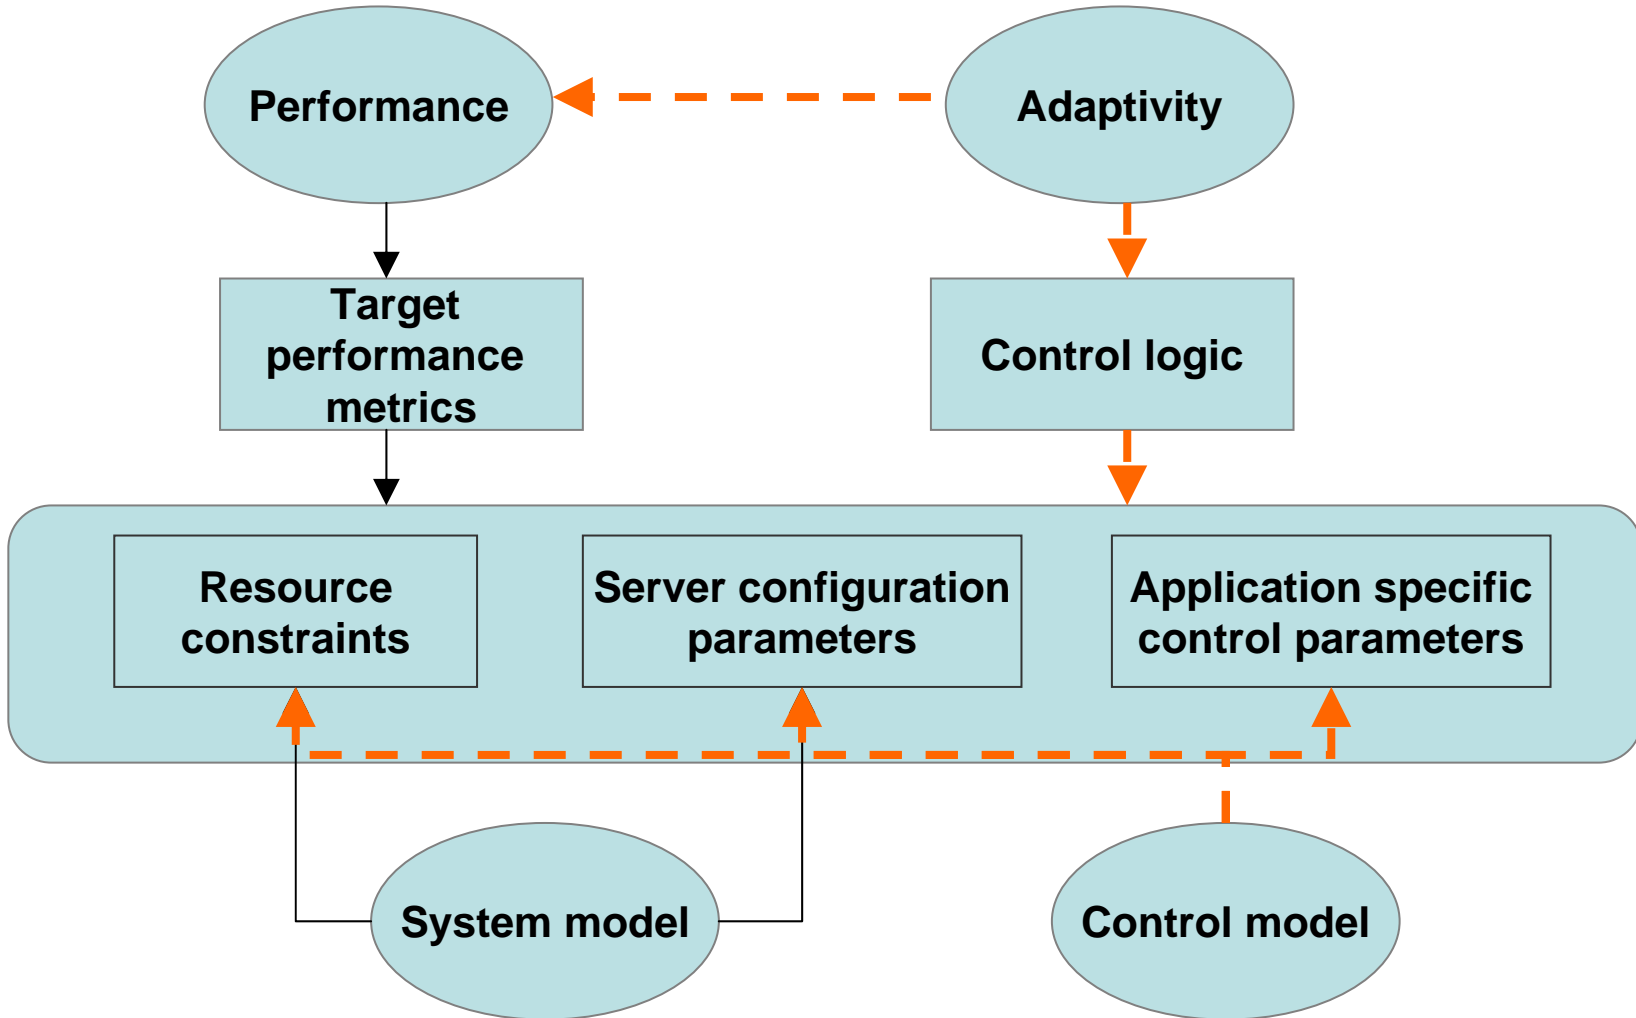 Performance
Adaptivity
Target
performance
metrics
Control logic
Resource
constraints
Server configuration
parameters
Application specific
control parameters
System model
Control model